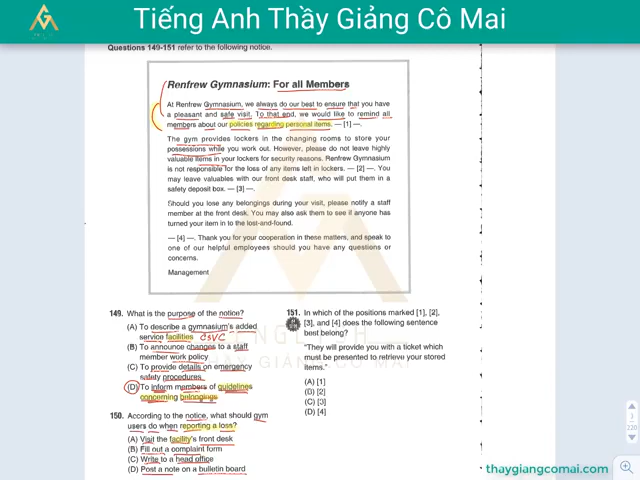 Tiếng Anh Thầy Giảng Cô Mai
Questions 149-151 refer to the following notice.
Renfrew Gymnasium: For all Members
At Renfrew Gymnasium, we always do our best to ensure that you have
a pleasant and safe visit. To that end, we would like to remind all
members about our policies regarding personal items. — [1] —.
The gym provides lockers in the changing rooms to store your
possessions while you work out. However, please do not leave highly
valuable items in your lockers for security reasons. Renfrew Gymnasium
is not responsible for the loss of any items left in lockers. — [2] —. You
may leave valuables with our front desk staff, who will put them in a
safety deposit box. — [3] —.
Should you lose any belongings during your visit, please notify a staff
member at the front desk. You may also ask them to see if anyone has
turned your item in to the lost-and-found.
— [4] —. Thank you for your cooperation in these matters, and speak to
one of our helpful employees should you have any questions or
concerns.
Management
149. What is the purpose of the notice?
(A) To describe a gymnasium's added
service facilities CSVC
(B) To announce changes to a staff
member work policy
(C) To provide details on emergency
safety procedures
(D) To inform members of guidelines
concerning belongings
150. According to the notice, what should gym
users do when reporting a loss?
(A) Visit the facility's front desk
(B) Fill out a complaint form
(C) Write to a head office
(D) Post a note on a bulletin board
151. In which of the positions marked [1], [2],
[3], and [4] does the following sentence
best belong?
"They will provide you with a ticket which
must be presented to retrieve your stored
items."
(A) [1]
(B) [2]
(C) [3]
(D) [4]
ENGLISH
THẦY GIẢNG CÔ MAI
3
220
thaygiangcomai.com